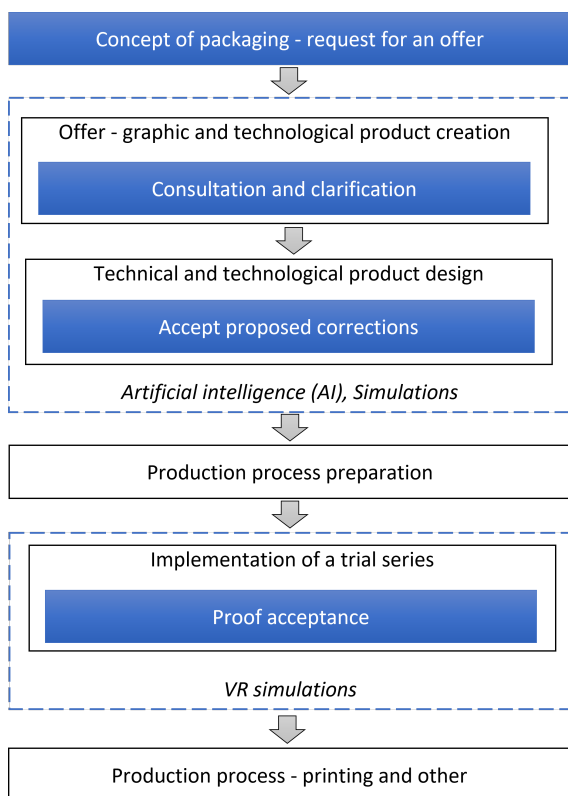 Concept of packaging - request for an offer
Offer - graphic and technological product creation
Consultation and clarification
Technical and technological product design
Accept proposed corrections
Artificial intelligence (AI), Simulations
Production process preparation
Implementation of a trial series
Proof acceptance
VR simulations
Production process - printing and other